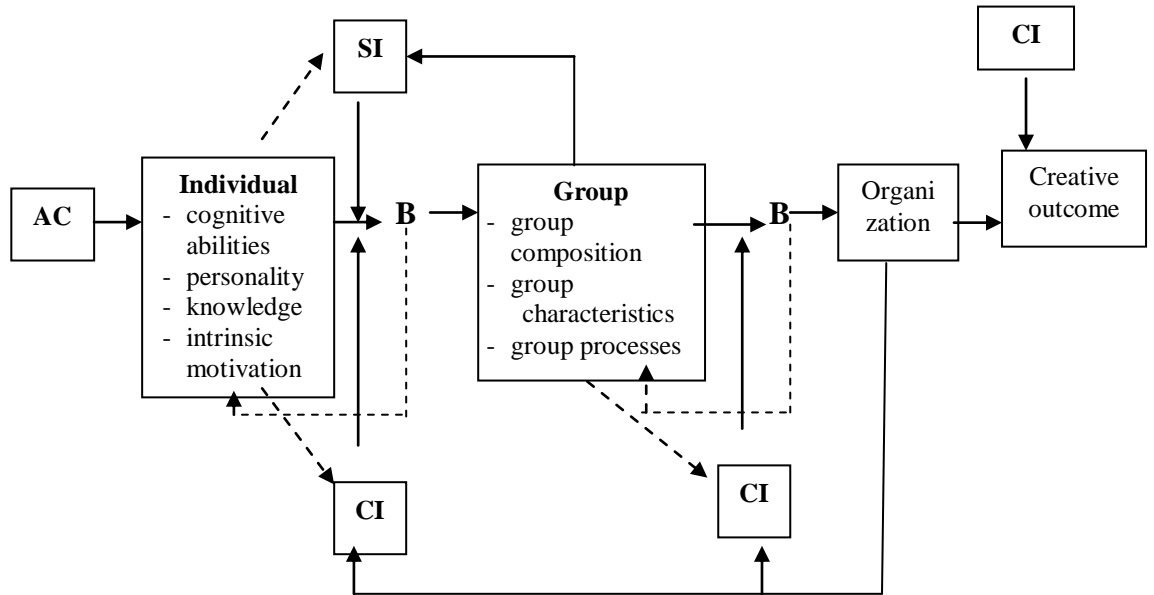 SI
CI
AC
Individual
- cognitive
abilities
- personality
- knowledge
- intrinsic
motivation
B
Group
- group
composition
- group
characteristics
- group processes
B
Organi
zation
Creative
outcome
CI
CI